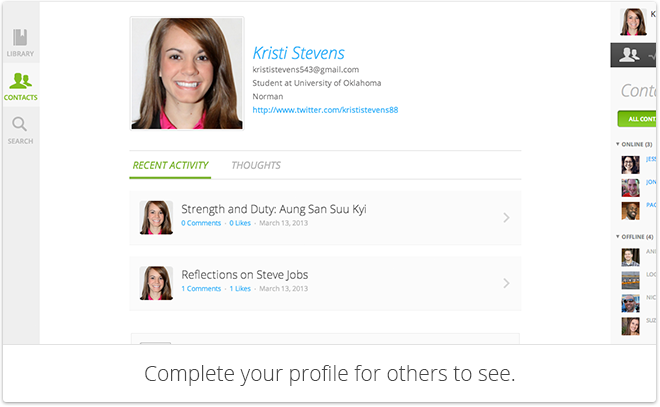 LIBRARY
CONTACTS
SEARCH
Kristi Stevens
krististevens543@gmail.com
Student at University of Oklahoma
Norman
http://www.twitter.com/krististevens88
RECENT ACTIVITY THOUGHTS
Strength and Duty: Aung San Suu Kyi
0 Comments - 0 Likes - March 13, 2013
Reflections on Steve Jobs
1 Comments - 1 Likes - March 13, 2013
K
Conta
ALL CONT
ONLINE (3)
JESS
JON
PAC
OFFLINE (4)
LOG
NIC
SUZ
Complete your profile for others to see.